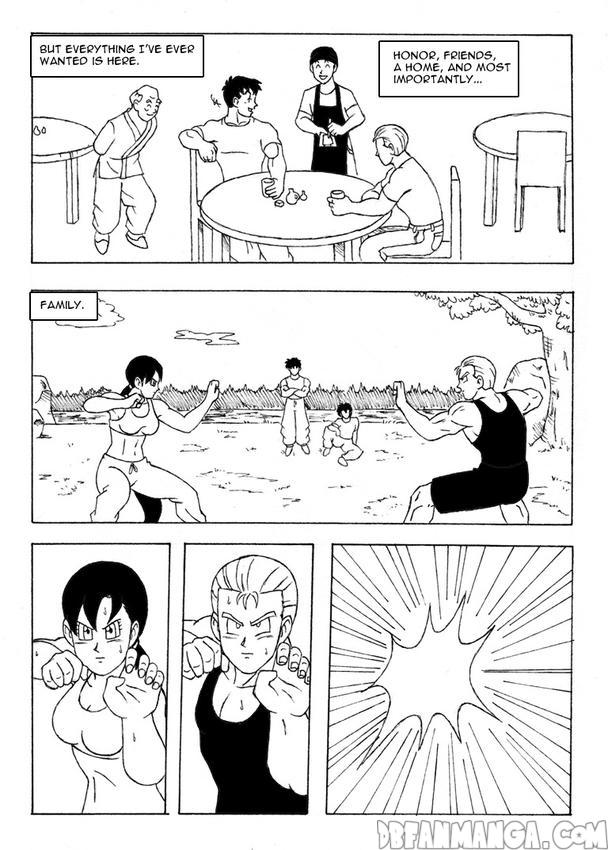 BUT EVERYTHING I'VE EVER
WANTED IS HERE.
HONOR, FRIENDS,
A HOME, AND MOST
IMPORTANTLY...
FAMILY.
DBFANMANGA.COM